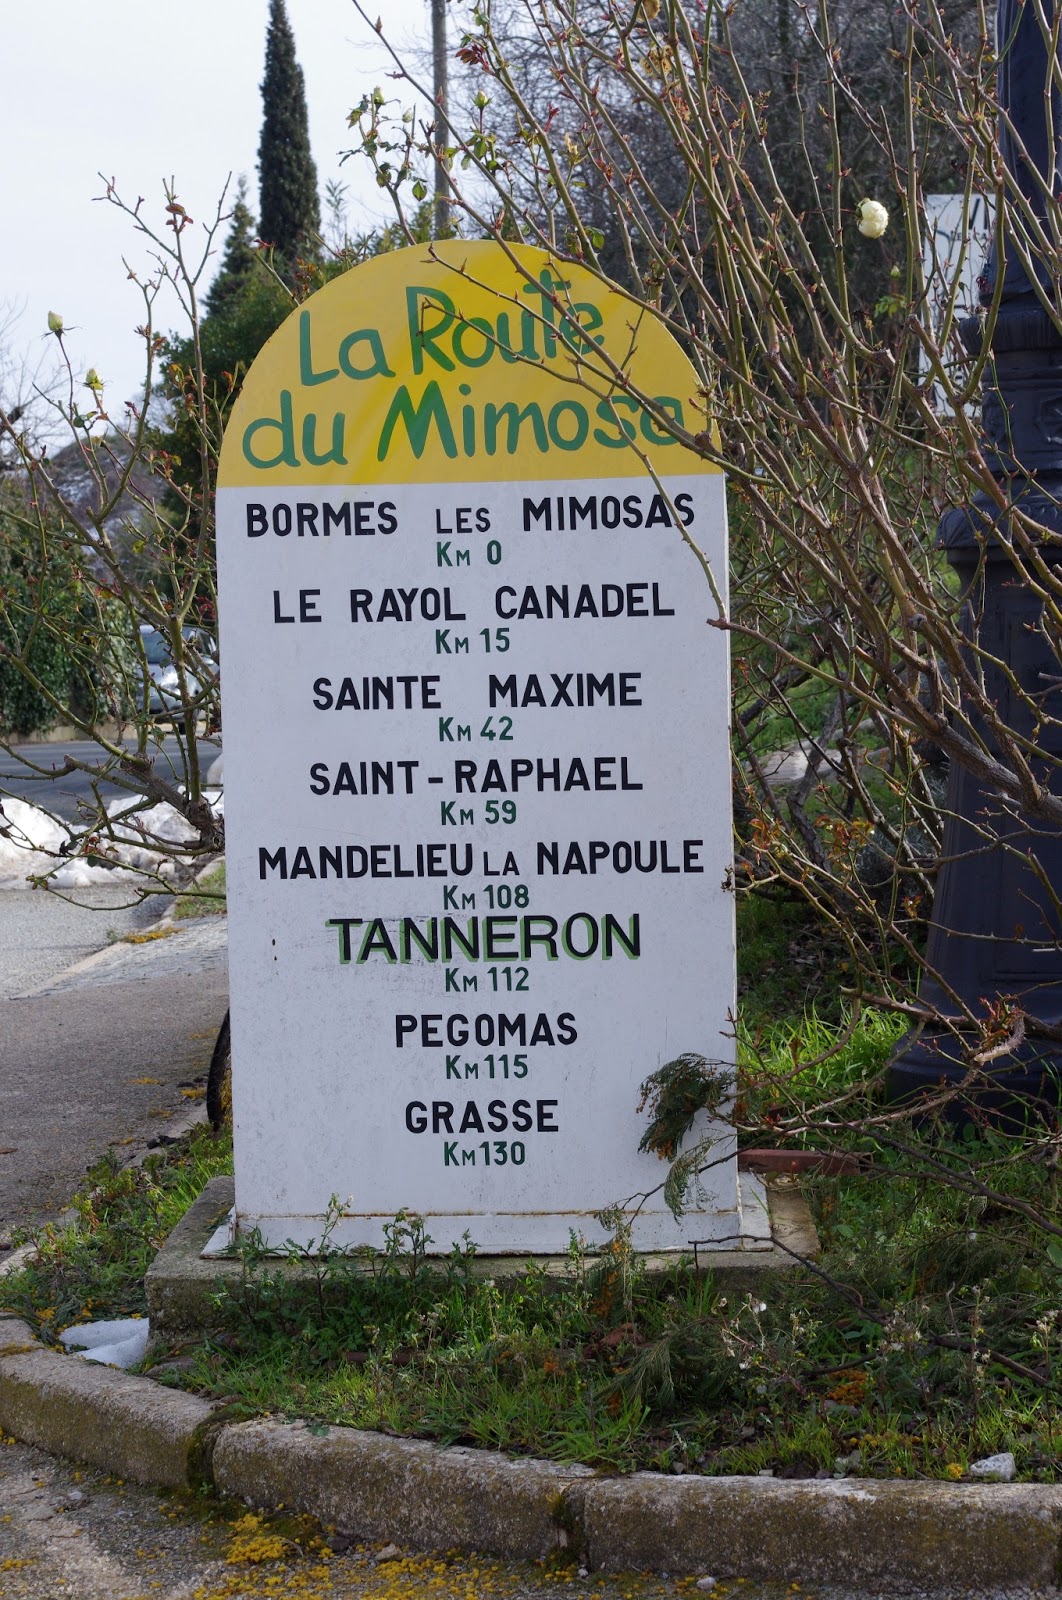 La Route
du Mimosa
BORMES LES MIMOSAS
KM 0
LE RAYOL CANADEL
KM 15
SAINTE MAXIME
KM 42
SAINT-RAPHAEL
KM 59
MANDELIEU LA NAPOULE
KM 108
TANNERON
KM 112
PEGOMAS
KM 115
GRASSE
KM 130